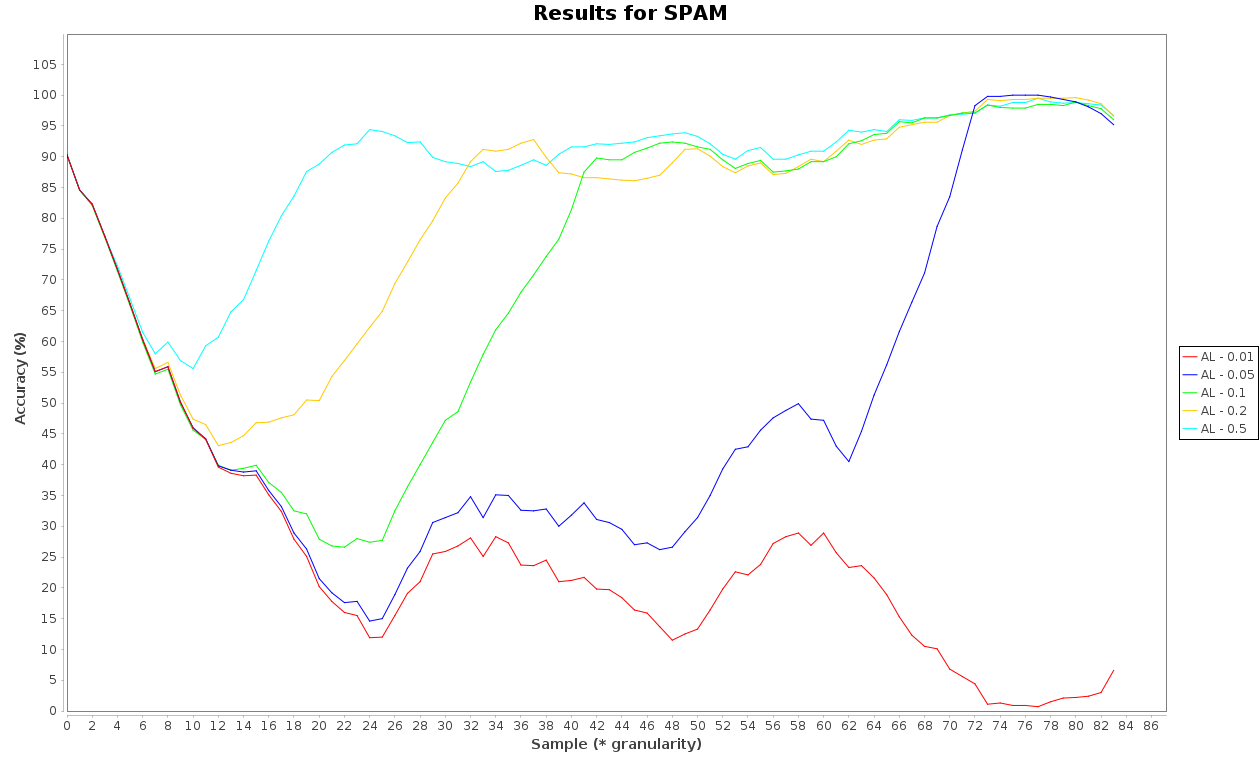 Results for SPAM
105
100
95
90
85
80
75
70
65
60
55
50
45
40
35
30
25
20
15
10
5
0
Accuracy (%)
0 2 4 6 8 10 12 14 16 18 20 22 24 26 28 30 32 34 36 38 40 42 44 46 48 50 52 54 56 58 60 62 64 66 68 70 72 74 76 78 80 82 84 86
Sample (* granularity)
AL - 0.01
AL - 0.05
AL - 0.1
AL - 0.2
AL - 0.5